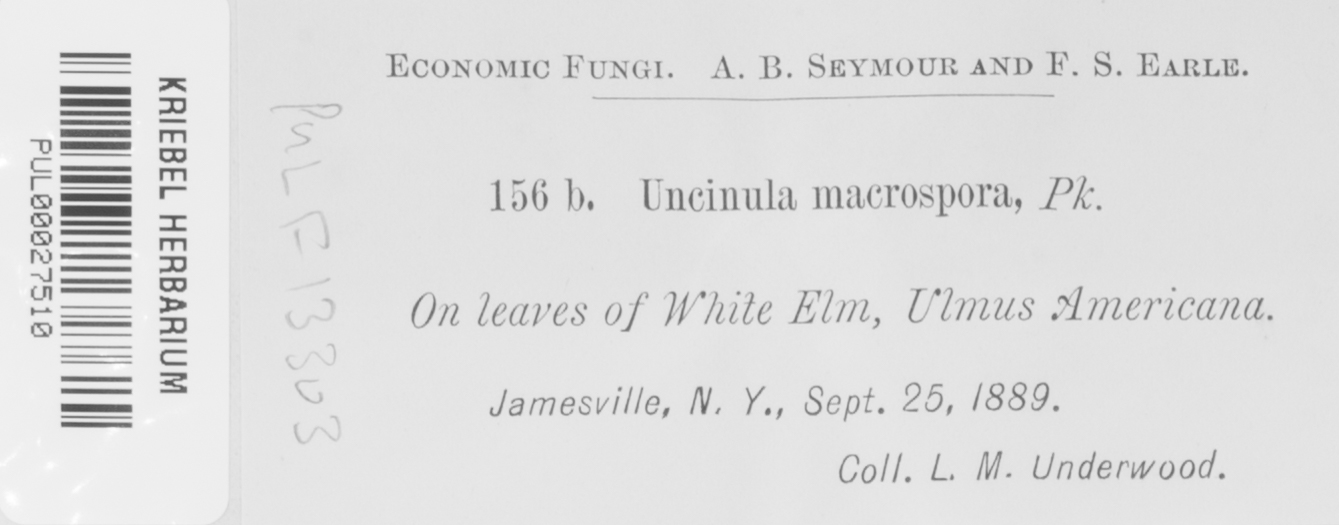 KRIEBEL HERBARIUM
PUL00027510
PUL F13303
ECONOMIC FUNGI. A. B. SEYMOUR AND F. S. EARLE.
156 b. Uncinula macrospora, Pk.
On leaves of White Elm, Ulmus Americana.
Jamesville, N. Y., Sept. 25, 1889.
Coll. L. M. Underwood.